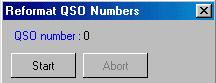 Reformat QSO Numbers
QSO number : 0
Start Abort